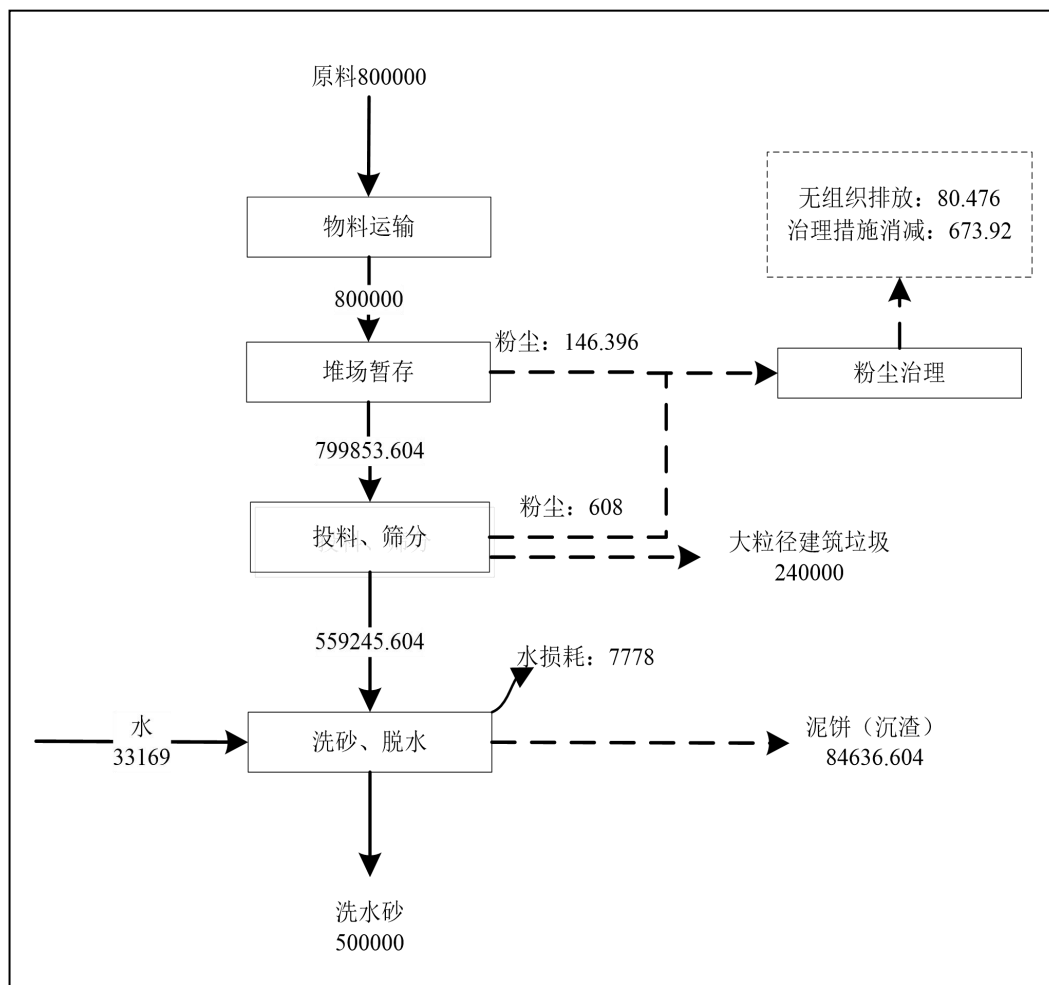 原料800000
物料运输
800000
无组织排放：80.476
治理措施消减：673.92
堆场暂存
粉尘：146.396
粉尘治理
799853.604
投料、筛分
粉尘：608
大粒径建筑垃圾
240000
559245.604
水损耗：7778
水
33169
洗砂、脱水
泥饼（沉渣）
84636.604
洗水砂
500000